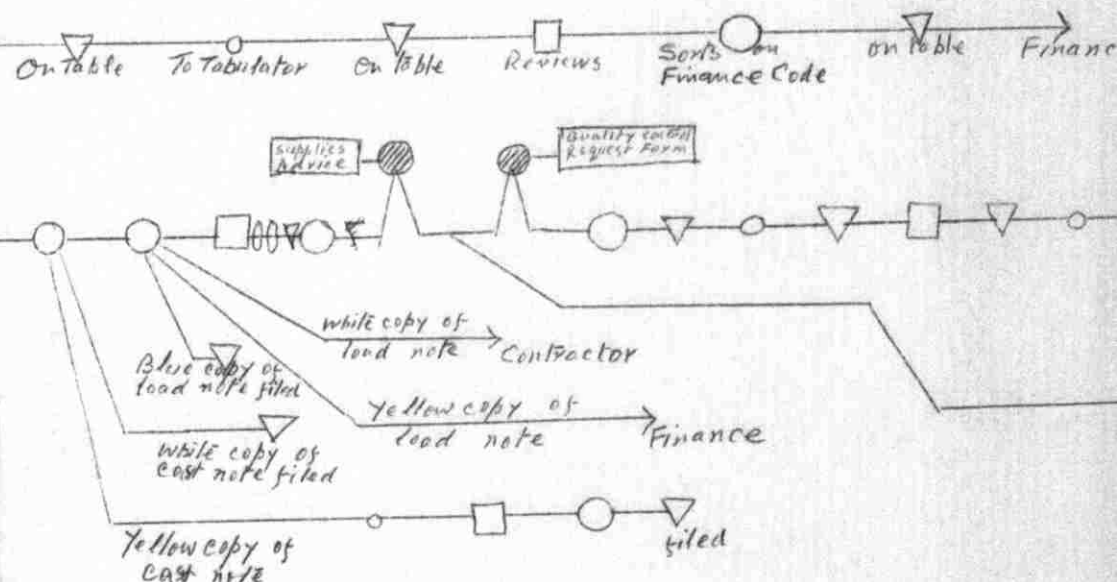 On Table
To Tabulator
On Table
Reviews
Sorts on
Finance Code
on table
Financ
Supplies
Advice
Quality control
Request Form
White copy of
load note
Contractor
Blue copy of
load note filed
Yellow copy of
load note
Finance
White copy of
cost note filed
Yellow copy of
cost note
filed